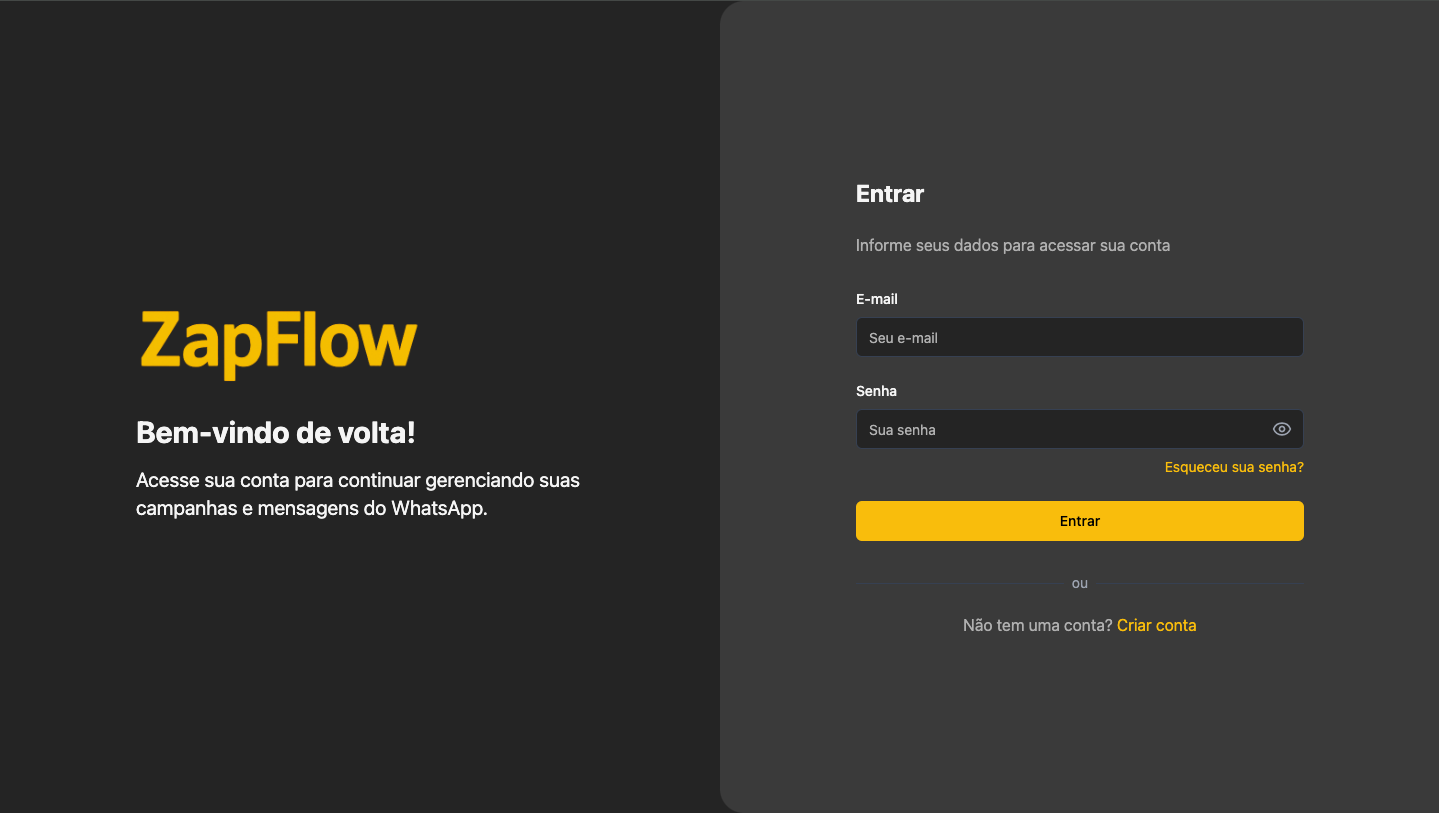 ZapFlow
Bem-vindo de volta!
Acesse sua conta para continuar gerenciando suas
campanhas e mensagens do WhatsApp.
Entrar
Informe seus dados para acessar sua conta
E-mail
Seu e-mail
Senha
Sua senha
Esqueceu sua senha?
Entrar
ou
Não tem uma conta? Criar conta